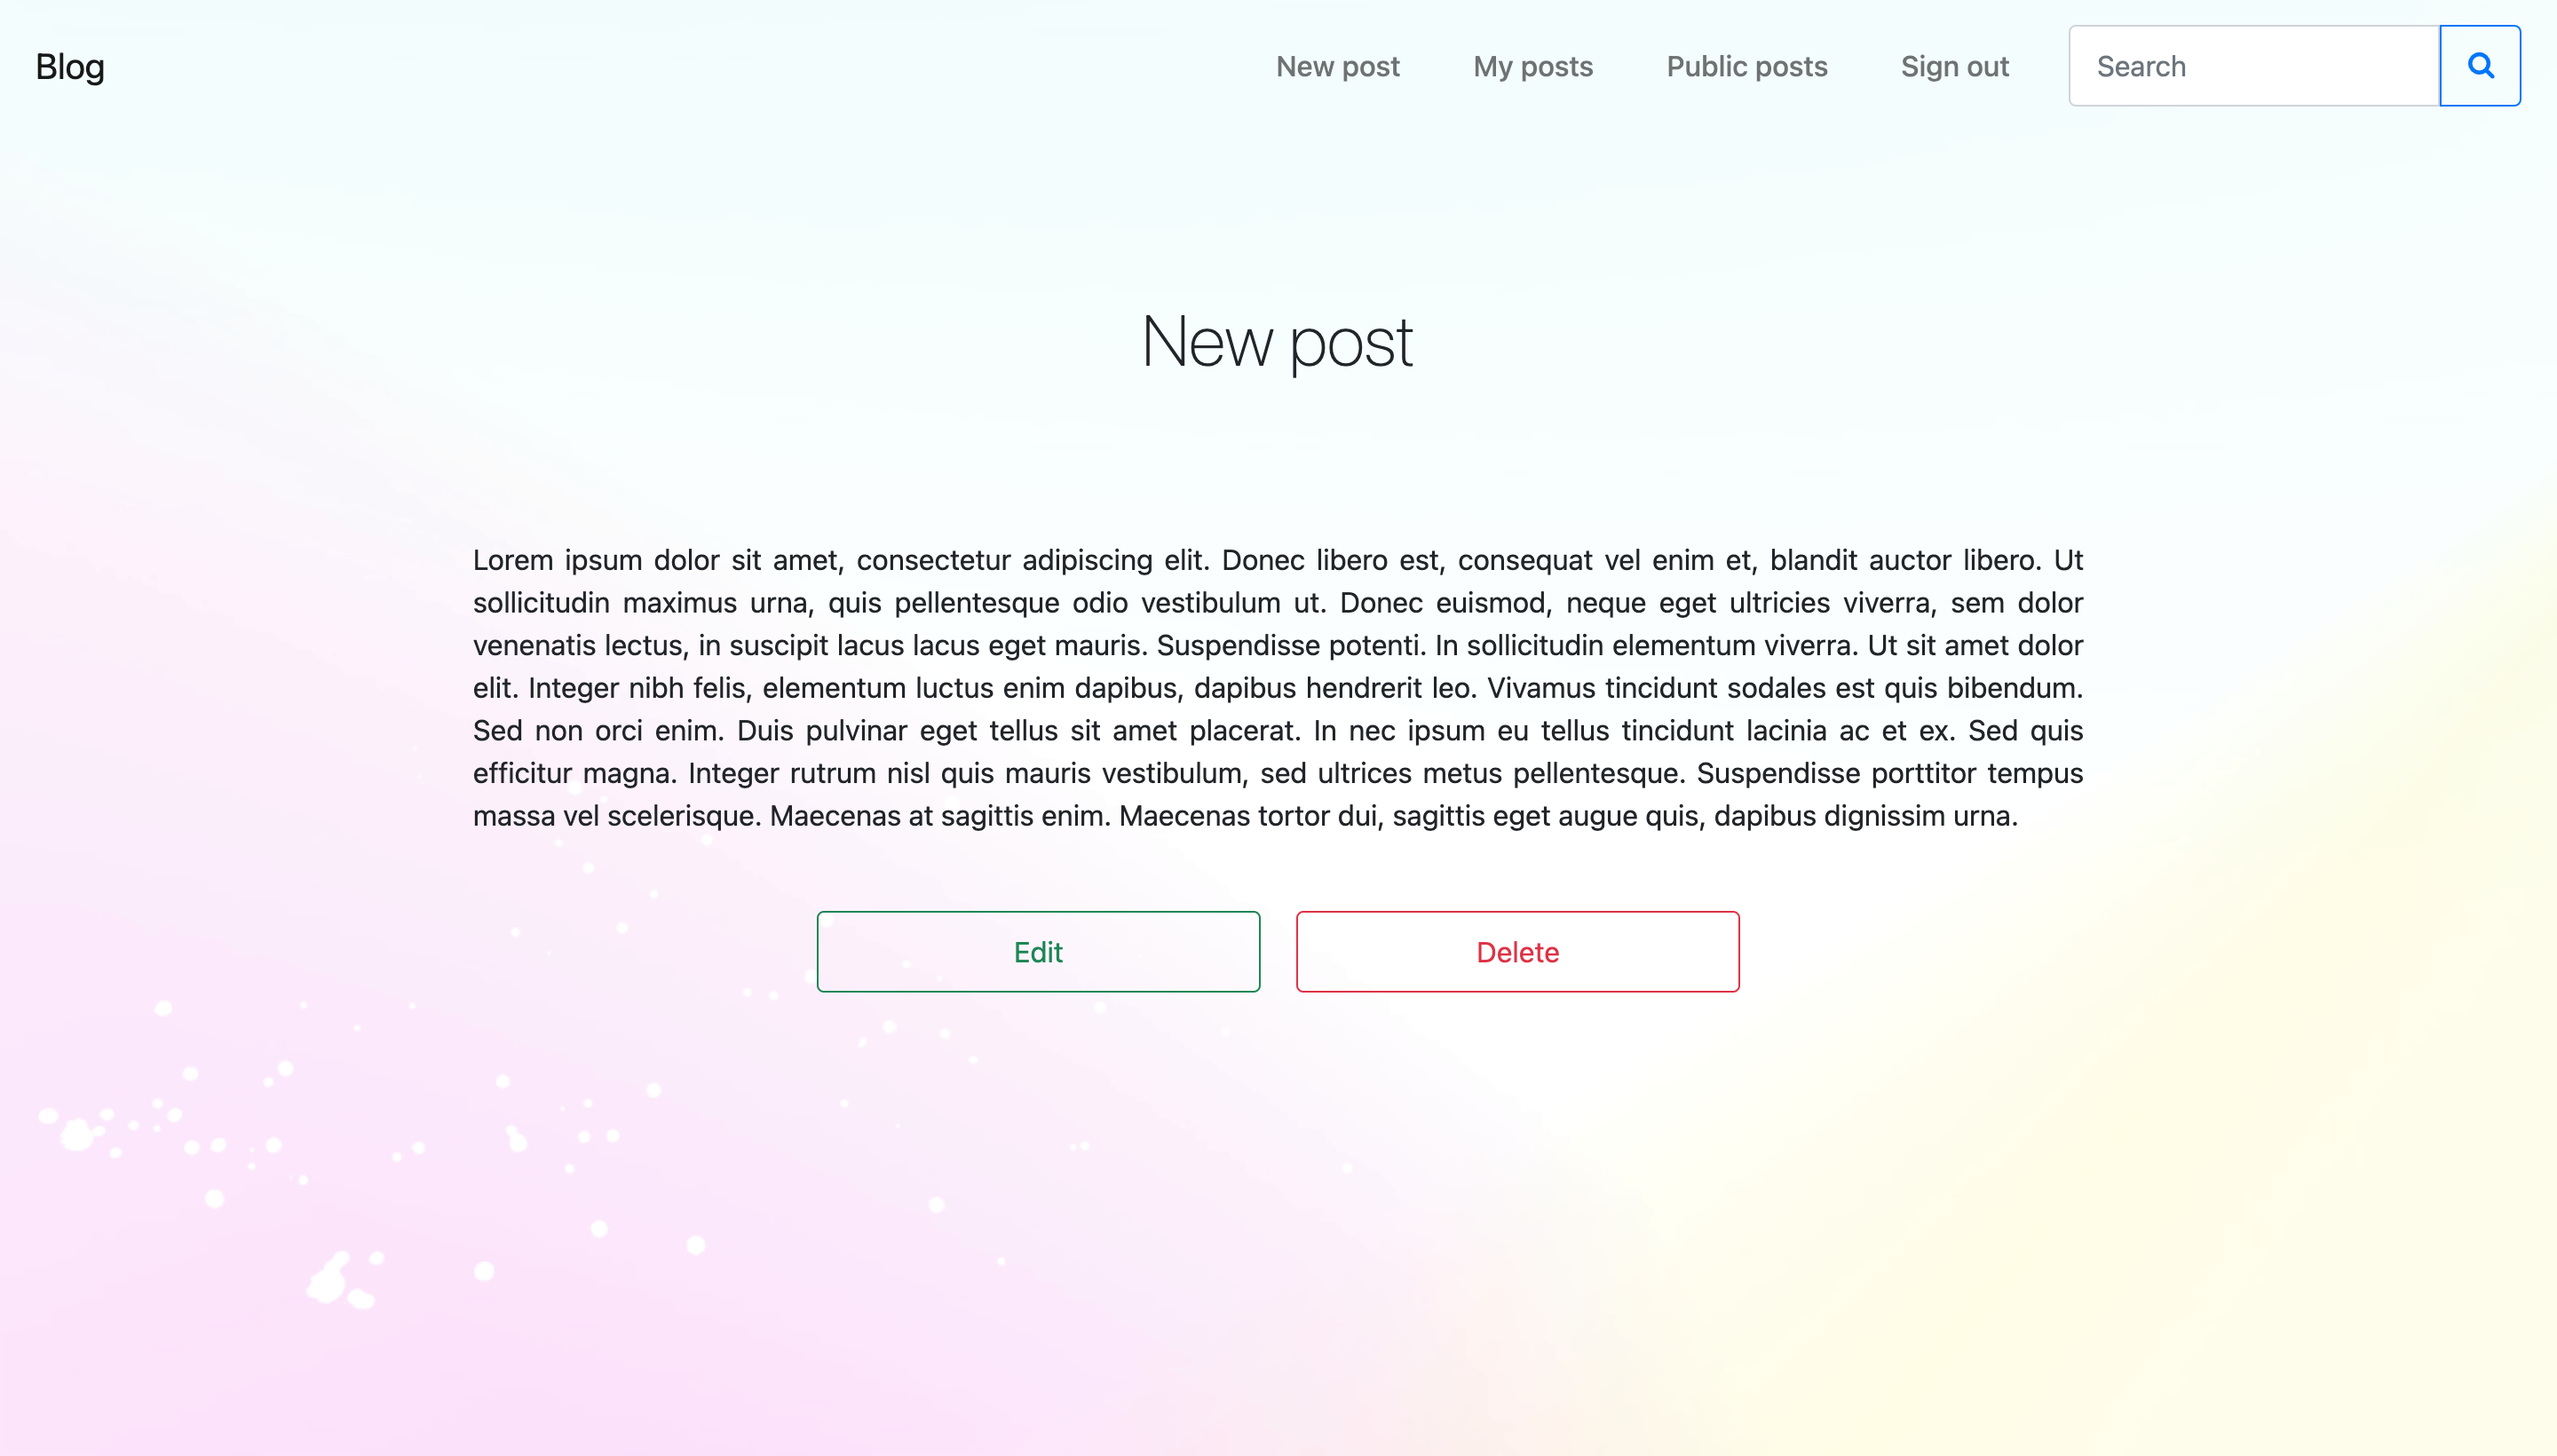 Blog
New post
My posts
Public posts
Sign out
Search
New post
Lorem ipsum dolor sit amet, consectetur adipiscing elit. Donec libero est, consequat vel enim et, blandit auctor libero. Ut
sollicitudin maximus urna, quis pellentesque odio vestibulum ut. Donec euismod, neque eget ultricies viverra, sem dolor
venenatis lectus, in suscipit lacus lacus eget mauris. Suspendisse potenti. In sollicitudin elementum viverra. Ut sit amet dolor
elit. Integer nibh felis, elementum luctus enim dapibus, dapibus hendrerit leo. Vivamus tincidunt sodales est quis bibendum.
Sed non orci enim. Duis pulvinar eget tellus sit amet placerat. In nec ipsum eu tellus tincidunt lacinia ac et ex. Sed quis
efficitur magna. Integer rutrum nisl quis mauris vestibulum, sed ultrices metus pellentesque. Suspendisse porttitor tempus
massa vel scelerisque. Maecenas at sagittis enim. Maecenas tortor dui, sagittis eget augue quis, dapibus dignissim urna.
Edit
Delete